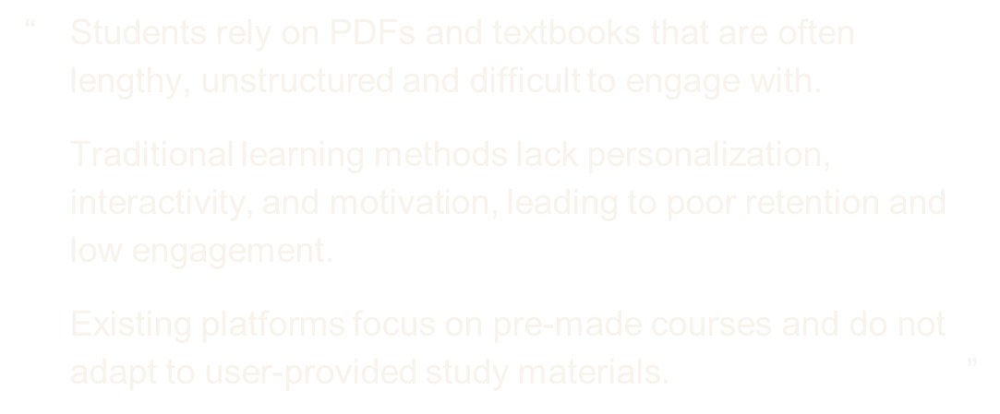 “ Students rely on PDFs and textbooks that are often
lengthy, unstructured and difficult to engage with.
Traditional learning methods lack personalization,
interactivity, and motivation, leading to poor retention and
low engagement.
Existing platforms focus on pre-made courses and do not
adapt to user-provided study materials. ”